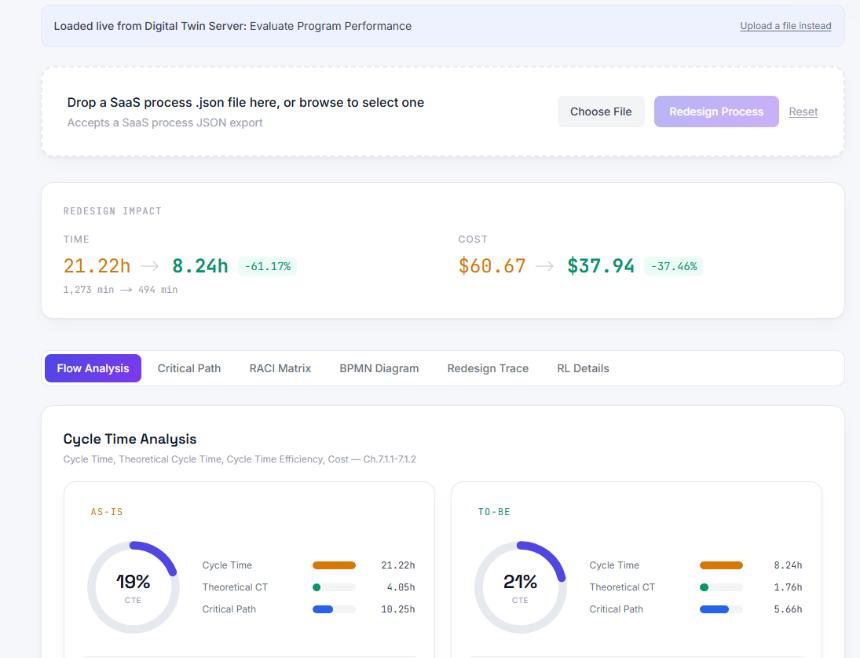 Loaded live from Digital Twin Server: Evaluate Program Performance
Upload a file instead
Drop a SaaS process .json file here, or browse to select one
Accepts a SaaS process JSON export
Choose File
Redesign Process
Reset
REDESIGN IMPACT
TIME
21.22h → 8.24h -61.17%
1,273 min → 494 min
COST
$60.67 → $37.94 -37.46%
Flow Analysis
Critical Path
RACI Matrix
BPMN Diagram
Redesign Trace
RL Details
Cycle Time Analysis
Cycle Time, Theoretical Cycle Time, Cycle Time Efficiency, Cost — Ch.7.1.1-7.1.2
AS-IS
19%
CTE
Cycle Time 21.22h
Theoretical CT 4.05h
Critical Path 10.25h
TO-BE
21%
CTE
Cycle Time 8.24h
Theoretical CT 1.76h
Critical Path 5.66h